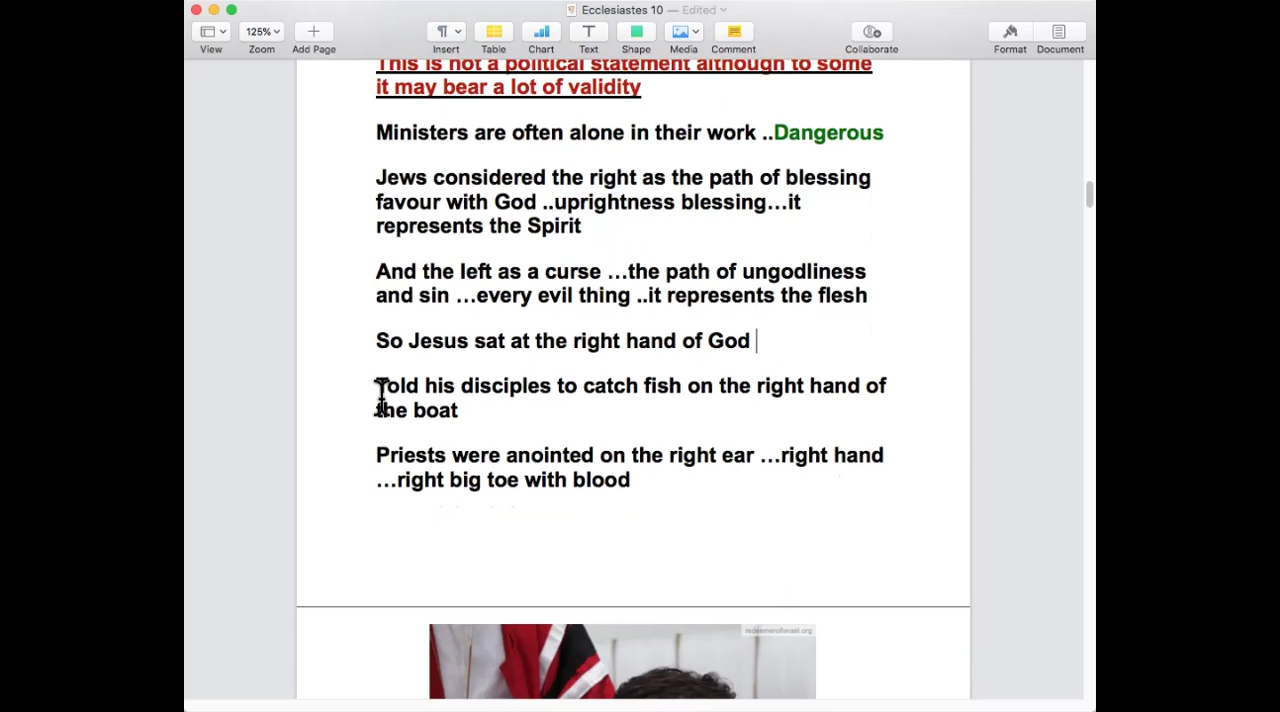 Ecclesiastes 10 — Edited
125%
View
Zoom
Add Page
Insert
Table
Chart
Text
Shape
Media
Comment
Collaborate
Format
Document
This is not a political statement although to some
it may bear a lot of validity
Ministers are often alone in their work ..Dangerous
Jews considered the right as the path of blessing
favour with God ..uprightness blessing…it
represents the Spirit
And the left as a curse …the path of ungodliness
and sin …every evil thing ..it represents the flesh
So Jesus sat at the right hand of God
Told his disciples to catch fish on the right hand of
the boat
Priests were anointed on the right ear …right hand
…right big toe with blood
redeemerofisrael.org